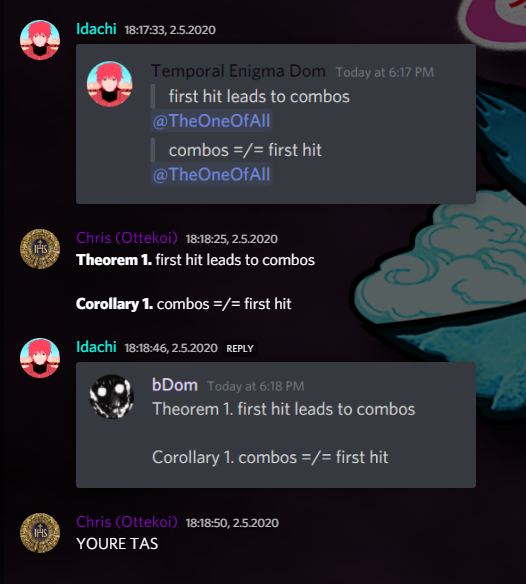 Idachi 18:17:33, 2.5.2020
Temporal Enigma Dom Today at 6:17 PM
first hit leads to combos
@TheOneOfAll
combos =/= first hit
@TheOneOfAll
Chris (Ottekoi) 18:18:25, 2.5.2020
Theorem 1. first hit leads to combos
Corollary 1. combos =/= first hit
Idachi 18:18:46, 2.5.2020 REPLY
bDom Today at 6:18 PM
Theorem 1. first hit leads to combos
Corollary 1. combos =/= first hit
Chris (Ottekoi) 18:18:50, 2.5.2020
YOURE TAS